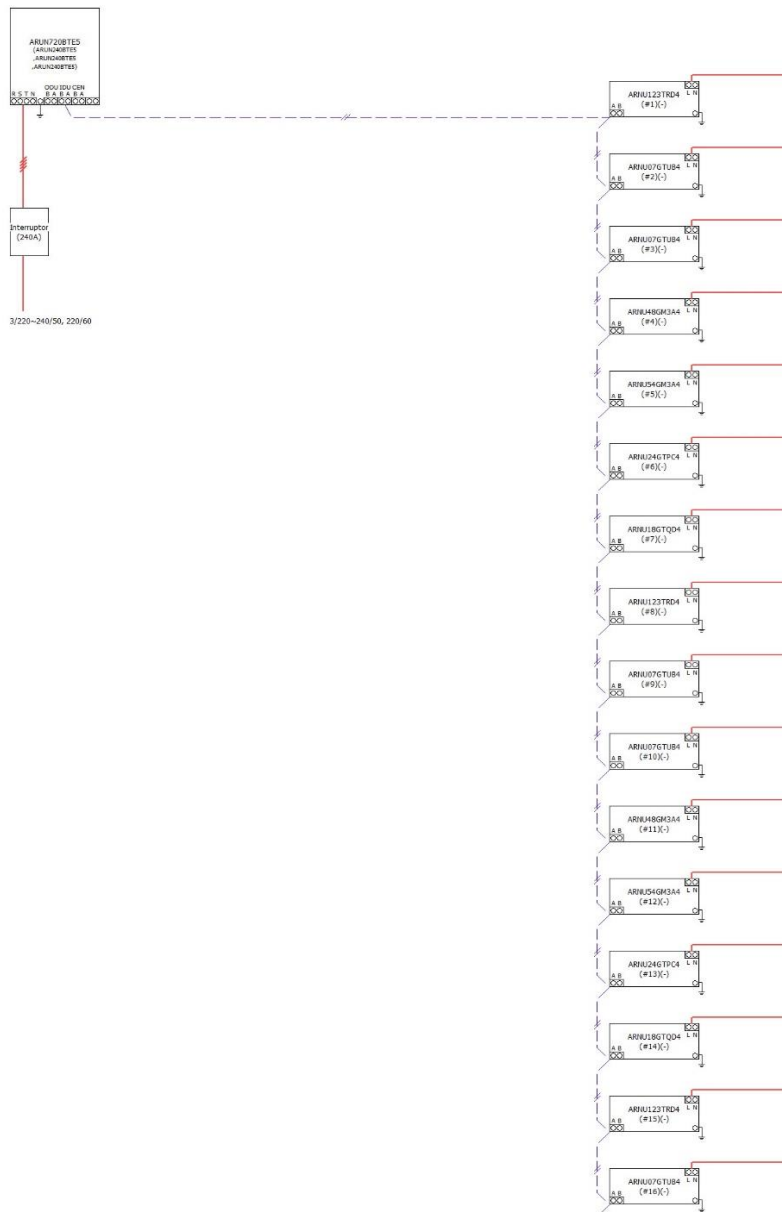 ARUN720BTE5
(ARUN240BTE5
,ARUN240BTE5
,ARUN240BTE5)
ODU IDU CEN
R S T N B A B A B A
Interruptor
(240A)
3/220~240/50, 220/60
ARNU123TRD4
(#1)(-)
A B
L N
ARNU07GTUB4
(#2)(-)
A B
L N
ARNU07GTUB4
(#3)(-)
A B
L N
ARNU48GM3A4
(#4)(-)
A B
L N
ARNU54GM3A4
(#5)(-)
A B
L N
ARNU24GTPC4
(#6)(-)
A B
L N
ARNU18GTQD4
(#7)(-)
A B
L N
ARNU123TRD4
(#8)(-)
A B
L N
ARNU07GTUB4
(#9)(-)
A B
L N
ARNU07GTUB4
(#10)(-)
A B
L N
ARNU48GM3A4
(#11)(-)
A B
L N
ARNU54GM3A4
(#12)(-)
A B
L N
ARNU24GTPC4
(#13)(-)
A B
L N
ARNU18GTQD4
(#14)(-)
A B
L N
ARNU123TRD4
(#15)(-)
A B
L N
ARNU07GTUB4
(#16)(-)
A B
L N